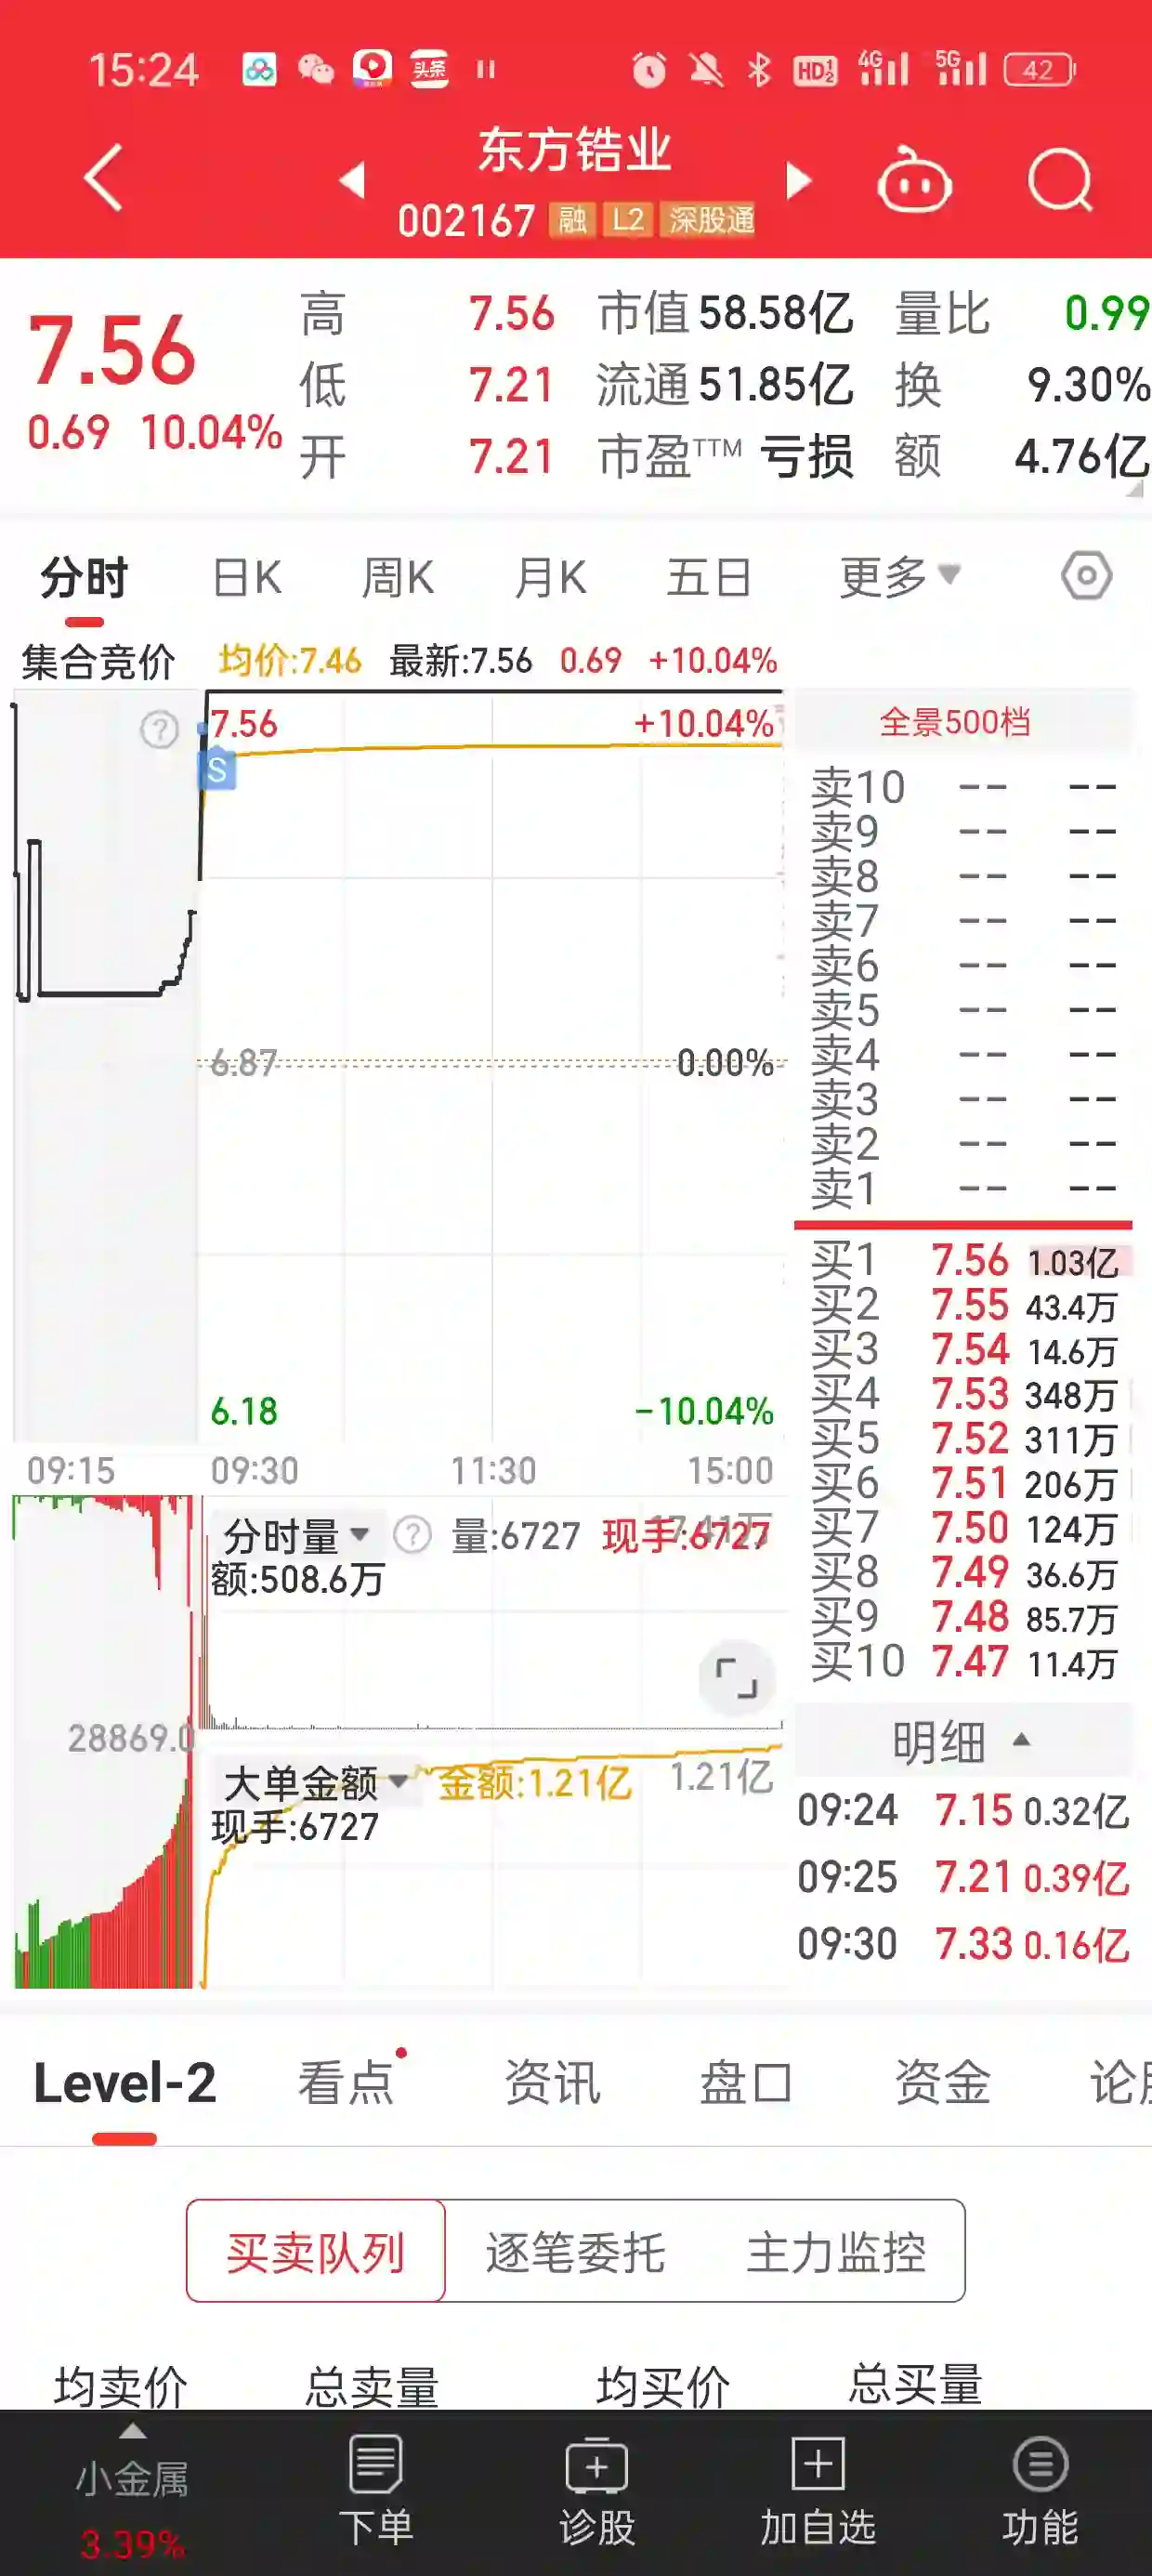 15:24 头条 HD 1 2 4G 5G 42
东方锆业
002167 融 L2 深股通
7.56 高 7.56 市值 58.58亿 量比 0.99
低 7.21 流通 51.85亿 换 9.30%
0.69 10.04% 开 7.21 市盈TTM 亏损 额 4.76亿
分时 日K 周K 月K 五日 更多
集合竞价 均价:7.46 最新:7.56 0.69 +10.04%
7.56 +10.04% 全景500档
S
卖10 -- --
卖9 -- --
卖8 -- --
卖7 -- --
卖6 -- --
卖5 -- --
6.87 0.00% 卖4 -- --
卖3 -- --
卖2 -- --
卖1 -- --
买1 7.56 1.03亿
买2 7.55 43.4万
买3 7.54 14.6万
6.18 -10.04% 买4 7.53 348万
买5 7.52 311万
09:15 09:30 11:30 15:00 买6 7.51 206万
分时量 量:6727 现手:6727 买7 7.50 124万
额:508.6万 买8 7.49 36.6万
买9 7.48 85.7万
买10 7.47 11.4万
28869.0 明细
大单金额 金额:1.21亿 1.21亿
现手:6727 09:24 7.15 0.32亿
09:25 7.21 0.39亿
09:30 7.33 0.16亿
Level-2 看点 资讯 盘口 资金
买卖队列 逐笔委托 主力监控
均卖价 总卖量 均买价 总买量
小金属 下单 诊股 加自选 功能
3.39%